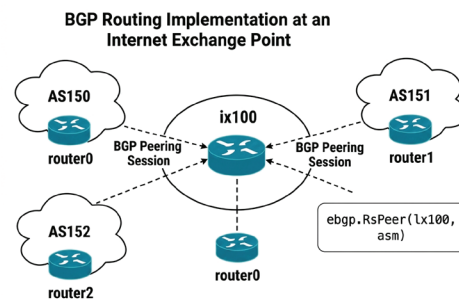 BGP Routing Implementation at an
Internet Exchange Point
AS150
router0
BGP Peering
Session
ix100
BGP Peering
Session
AS151
router1
AS152
router2
router0
ebgp.RsPeer(lx100,
asm)